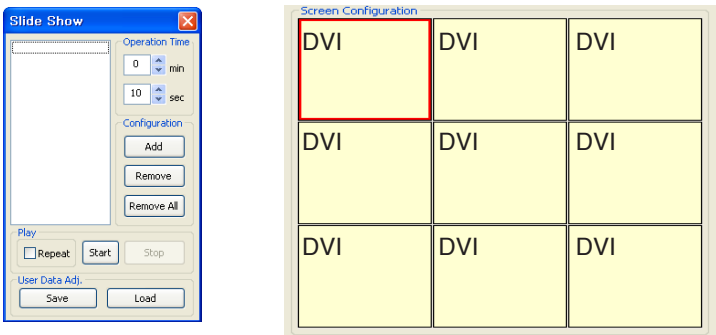 Slide Show
Operation Time
0 min
10 sec
Configuration
Add
Remove
Remove All
Play
Repeat Start Stop
User Data Adj.
Save Load
Screen Configuration
DVI DVI DVI
DVI DVI DVI
DVI DVI DVI